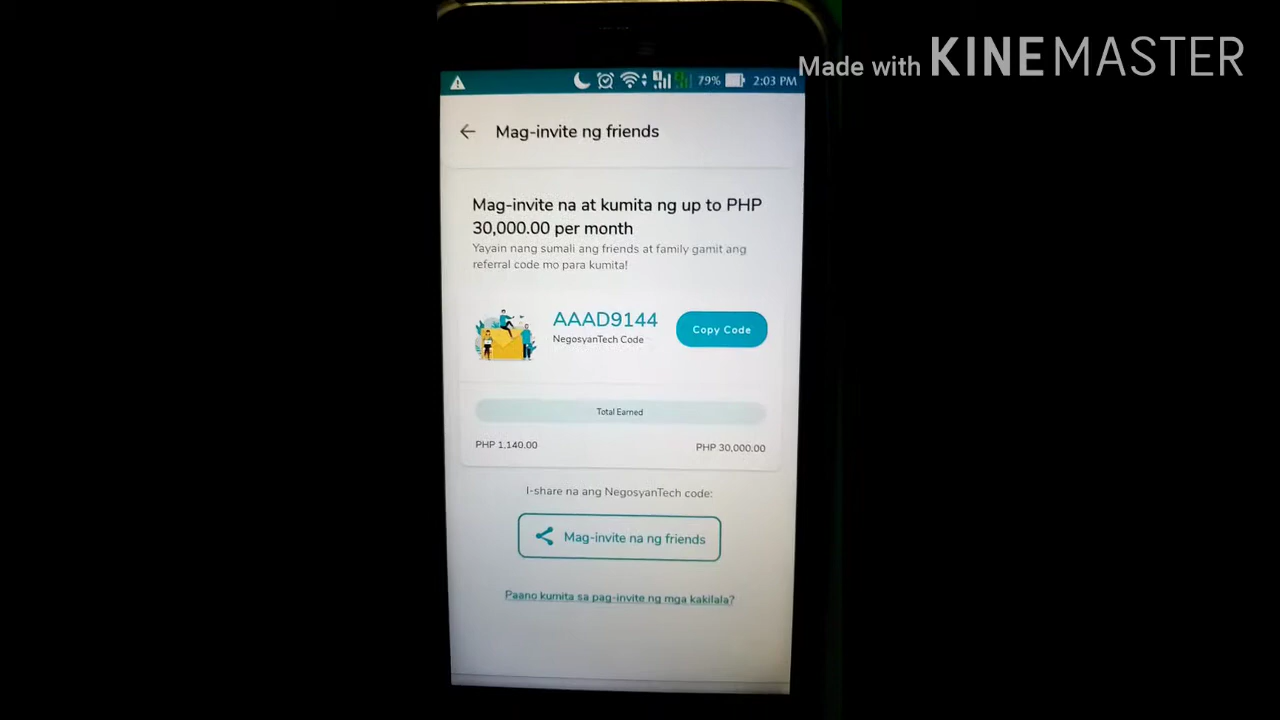 Made with KINEMASTER
79% 2:03 PM
Mag-invite ng friends
Mag-invite na at kumita ng up to PHP
30,000.00 per month
Yayain nang sumali ang friends at family gamit ang
referral code mo para kumita!
AAAD9144
NegosyanTech Code
Copy Code
Total Earned
PHP 1,140.00
PHP 30,000.00
I-share na ang NegosyanTech code:
Mag-invite na ng friends
Paano kumita sa pag-invite ng mga kakilala?